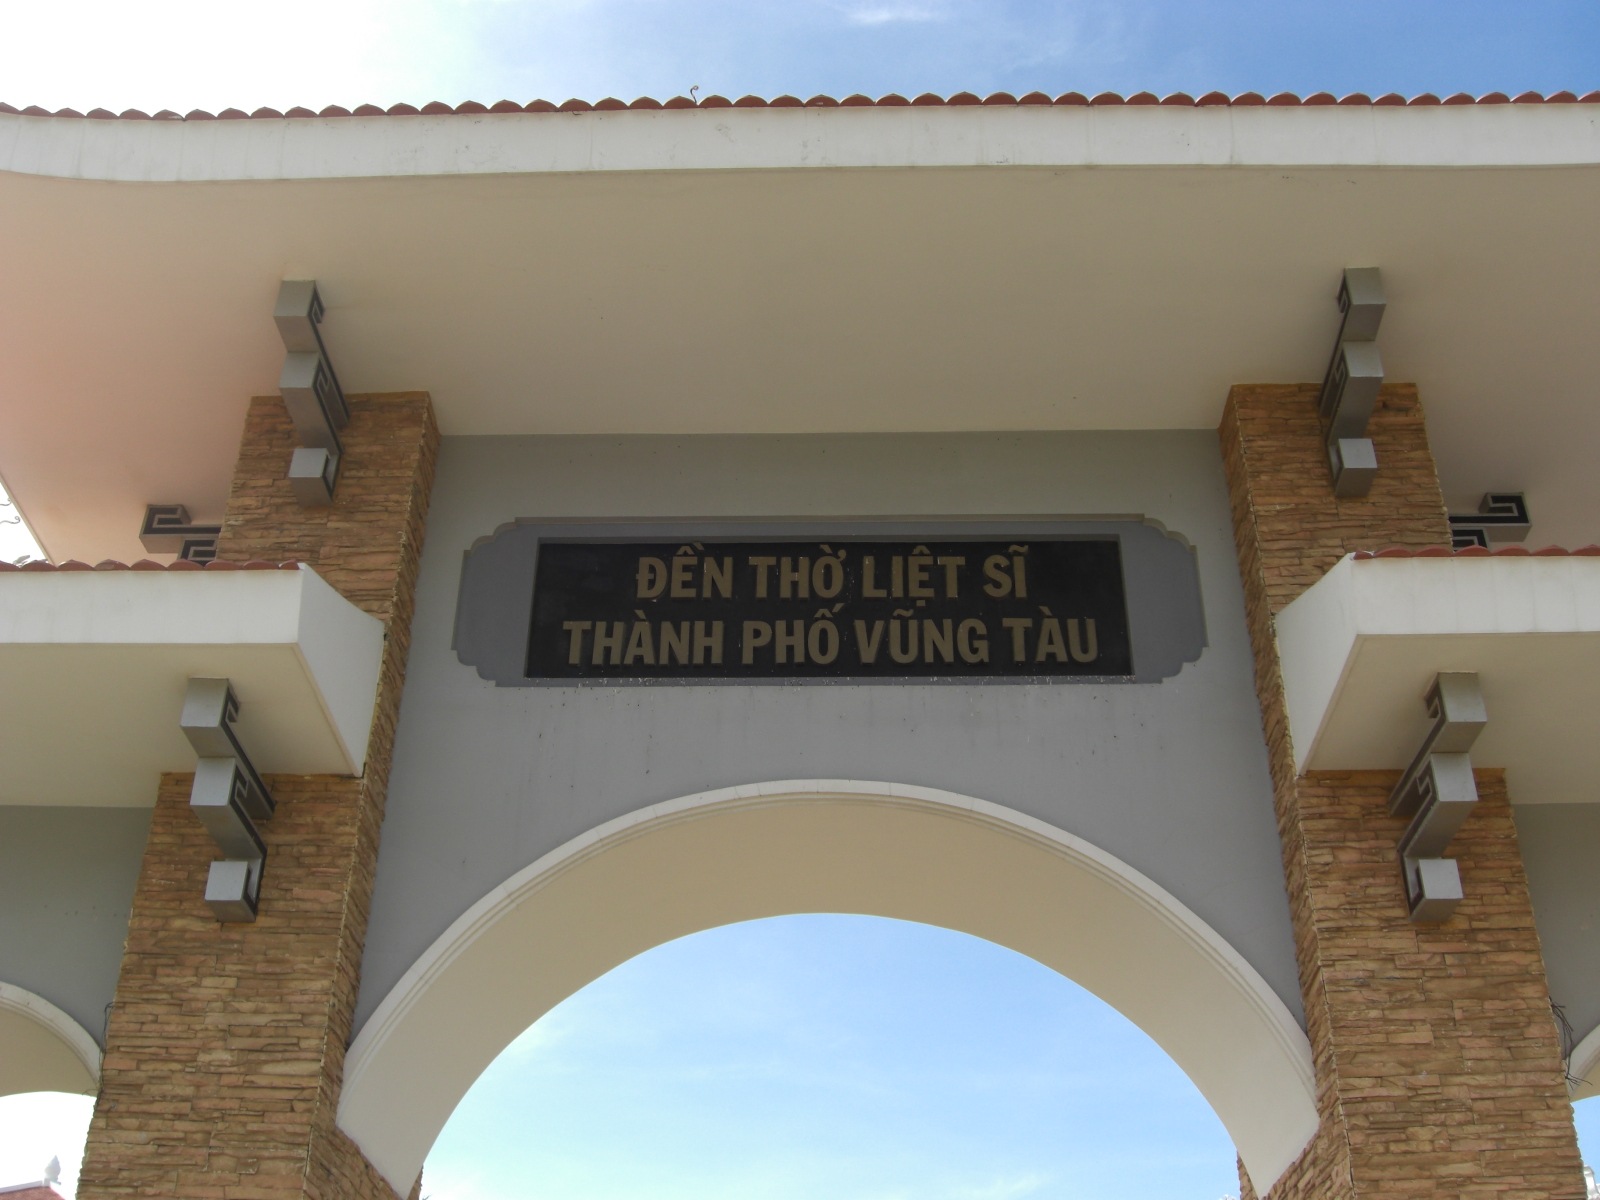 ĐỀN THỜ LIỆT SĨ
THÀNH PHỐ VŨNG TÀU